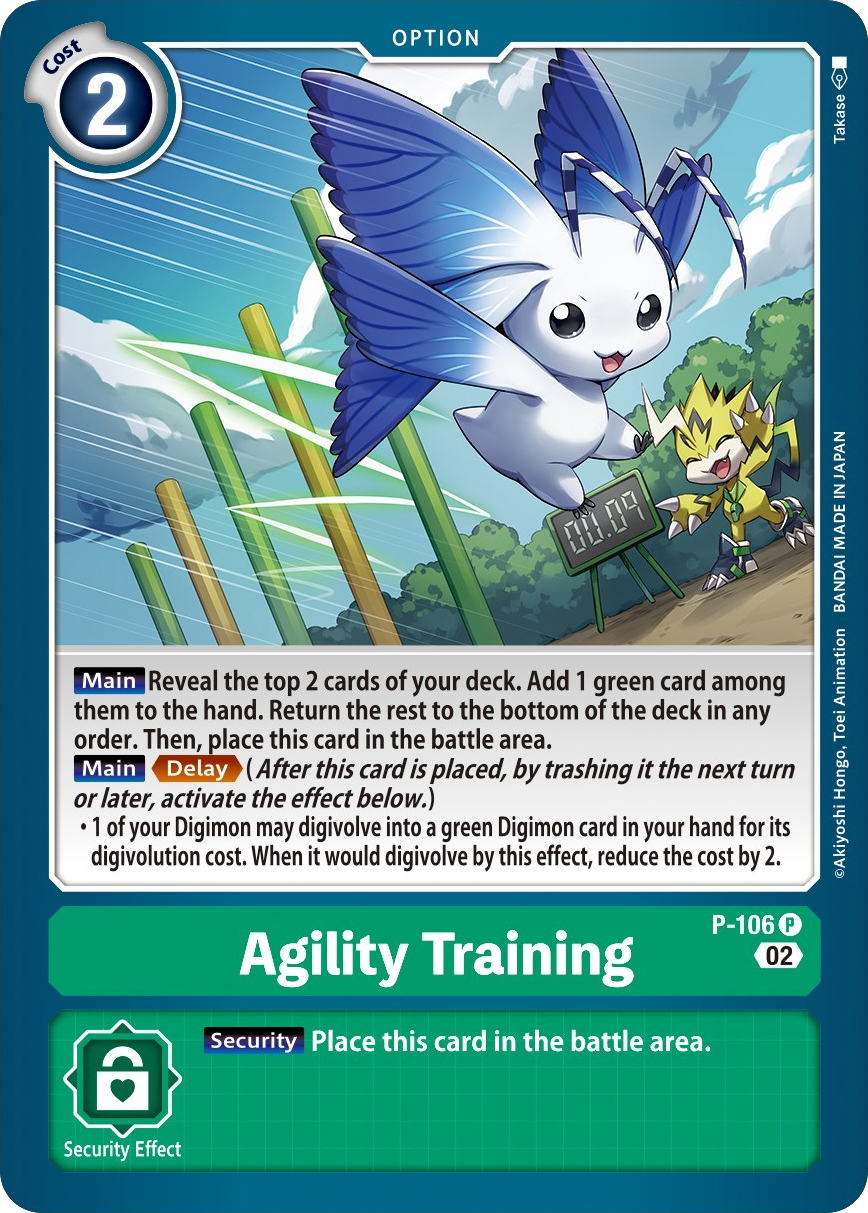 OPTION
Cost
2
Takase
00.09
Main Reveal the top 2 cards of your deck. Add 1 green card among
them to the hand. Return the rest to the bottom of the deck in any
order. Then, place this card in the battle area.
Main Delay (After this card is placed, by trashing it the next turn
or later, activate the effect below.)
・1 of your Digimon may digivolve into a green Digimon card in your hand for its
digivolution cost. When it would digivolve by this effect, reduce the cost by 2.
©Akiyoshi Hongo, Toei Animation BANDAI MADE IN JAPAN
P-106 P
Agility Training
02
Security Place this card in the battle area.
Security Effect